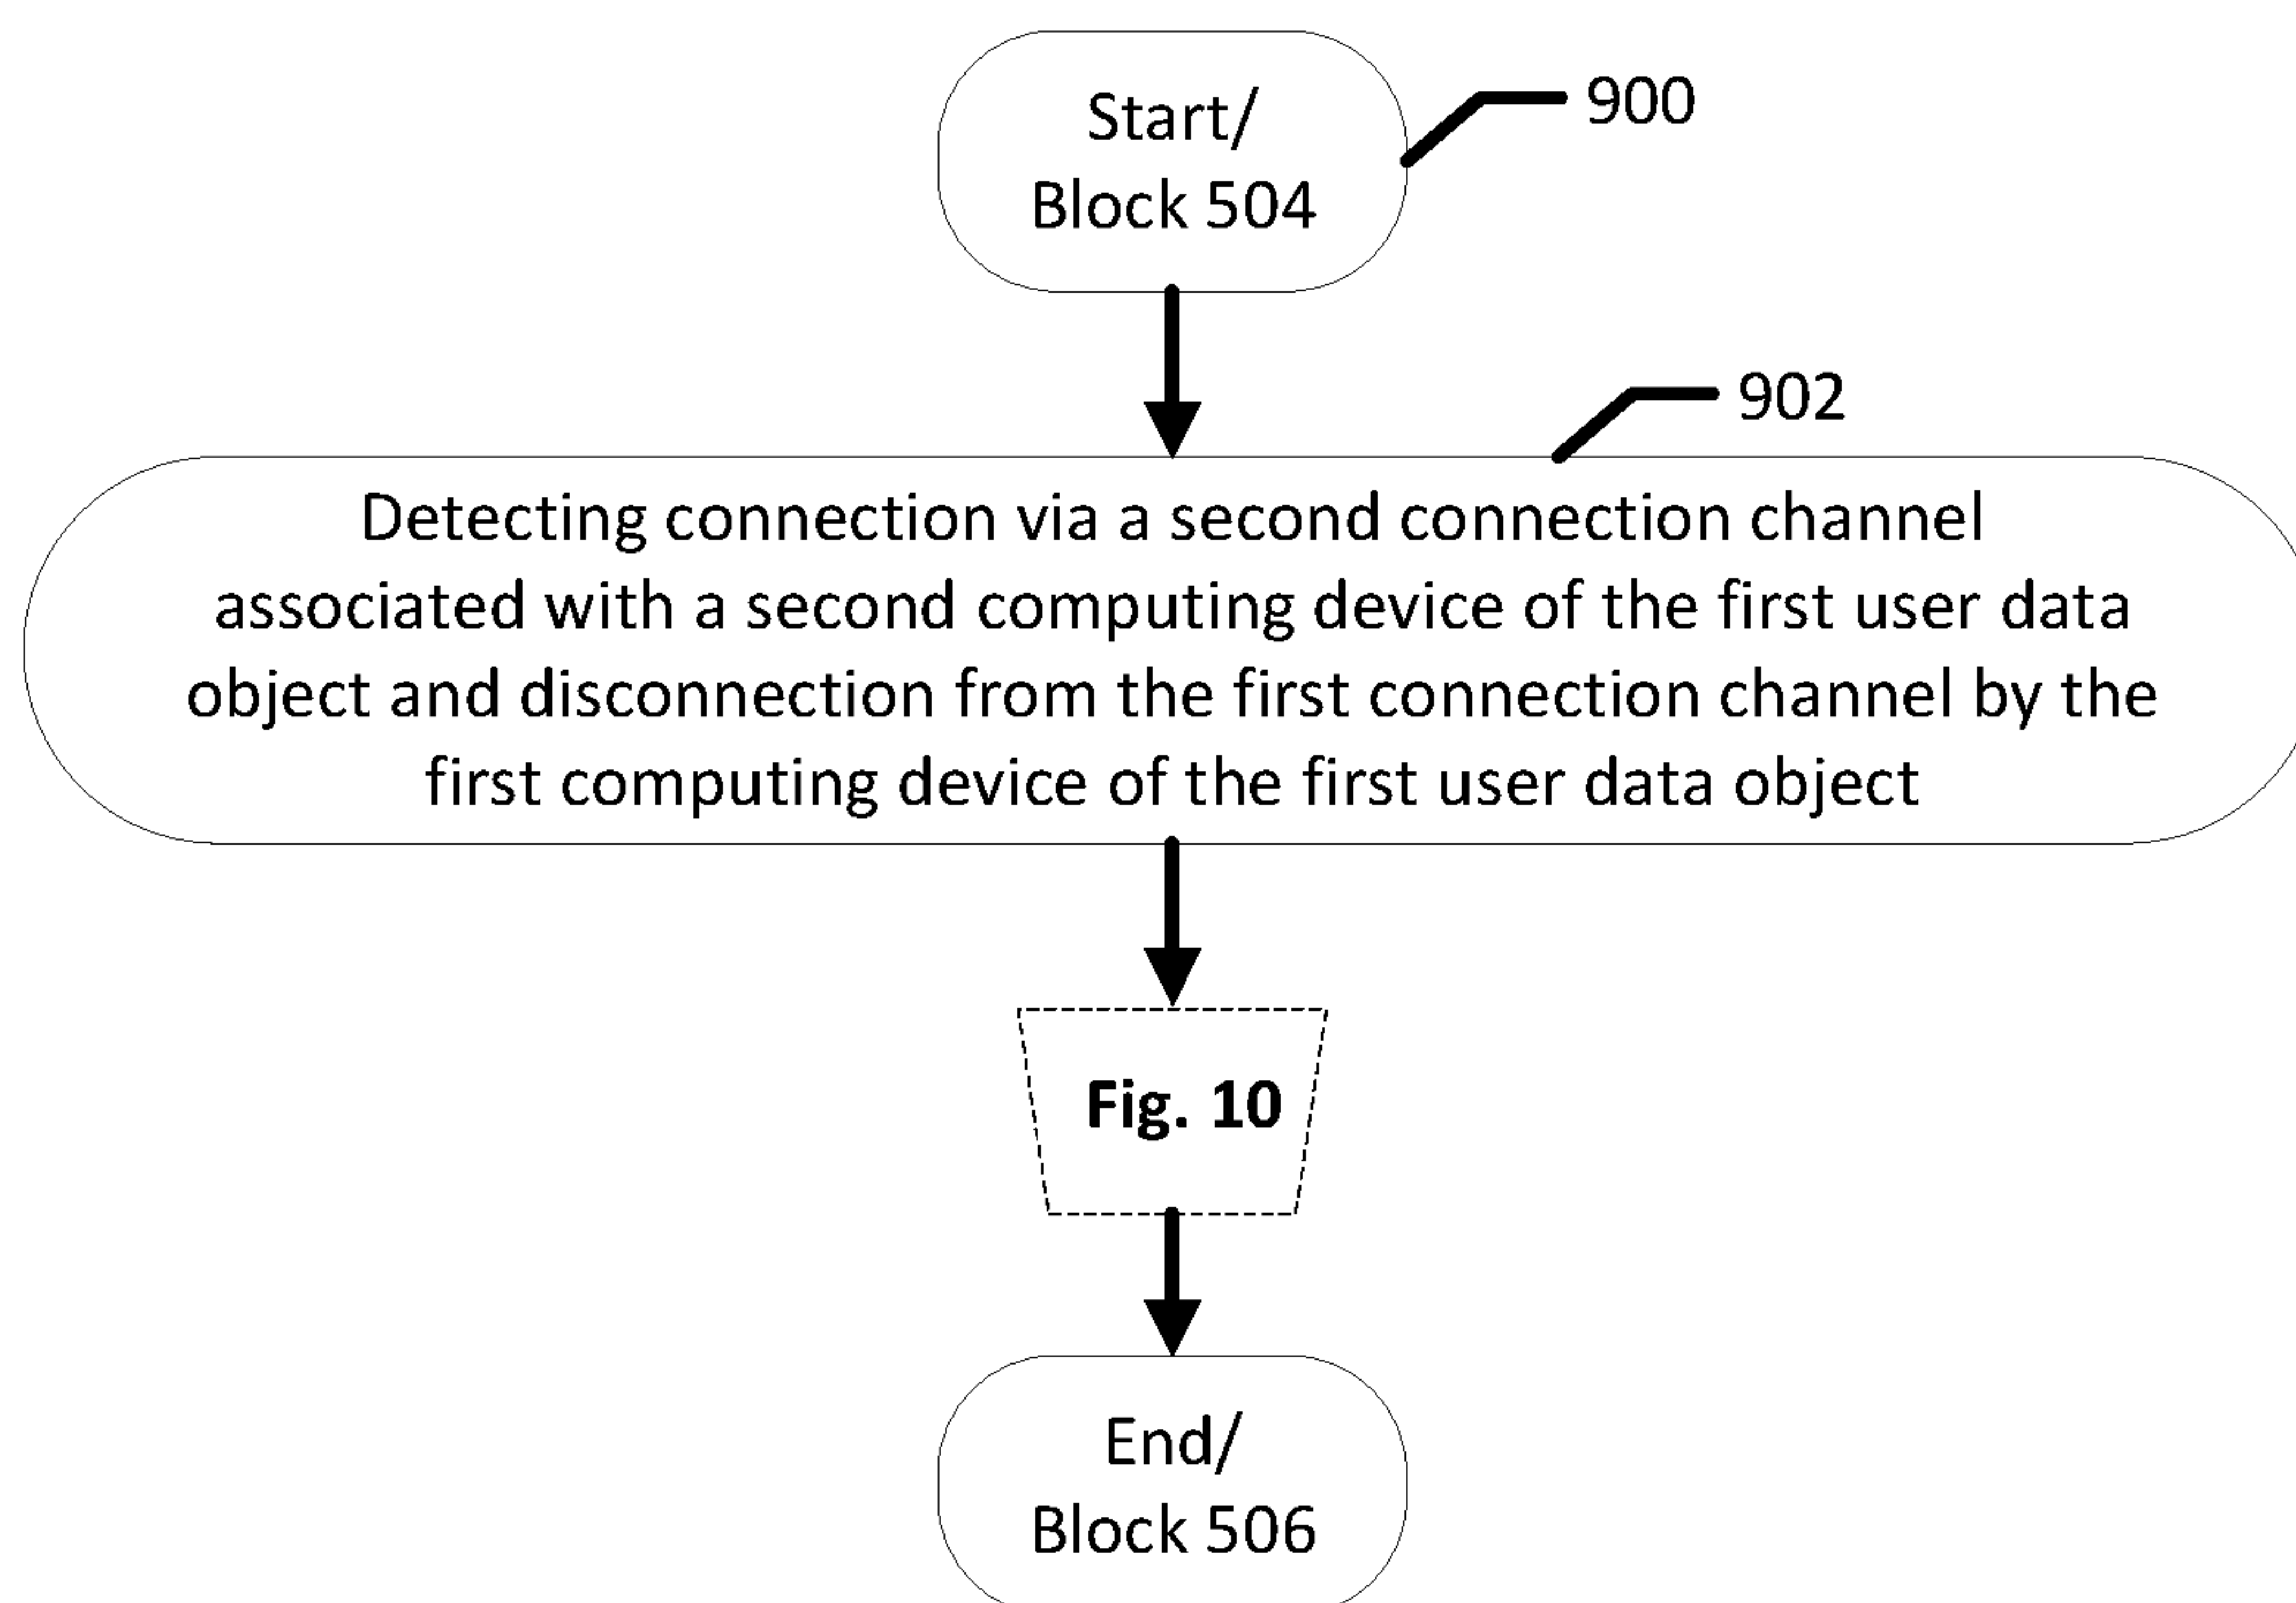 Start/
Block 504
900
902
Detecting connection via a second connection channel
associated with a second computing device of the first user data
object and disconnection from the first connection channel by the
first computing device of the first user data object
Fig. 10
End/
Block 506